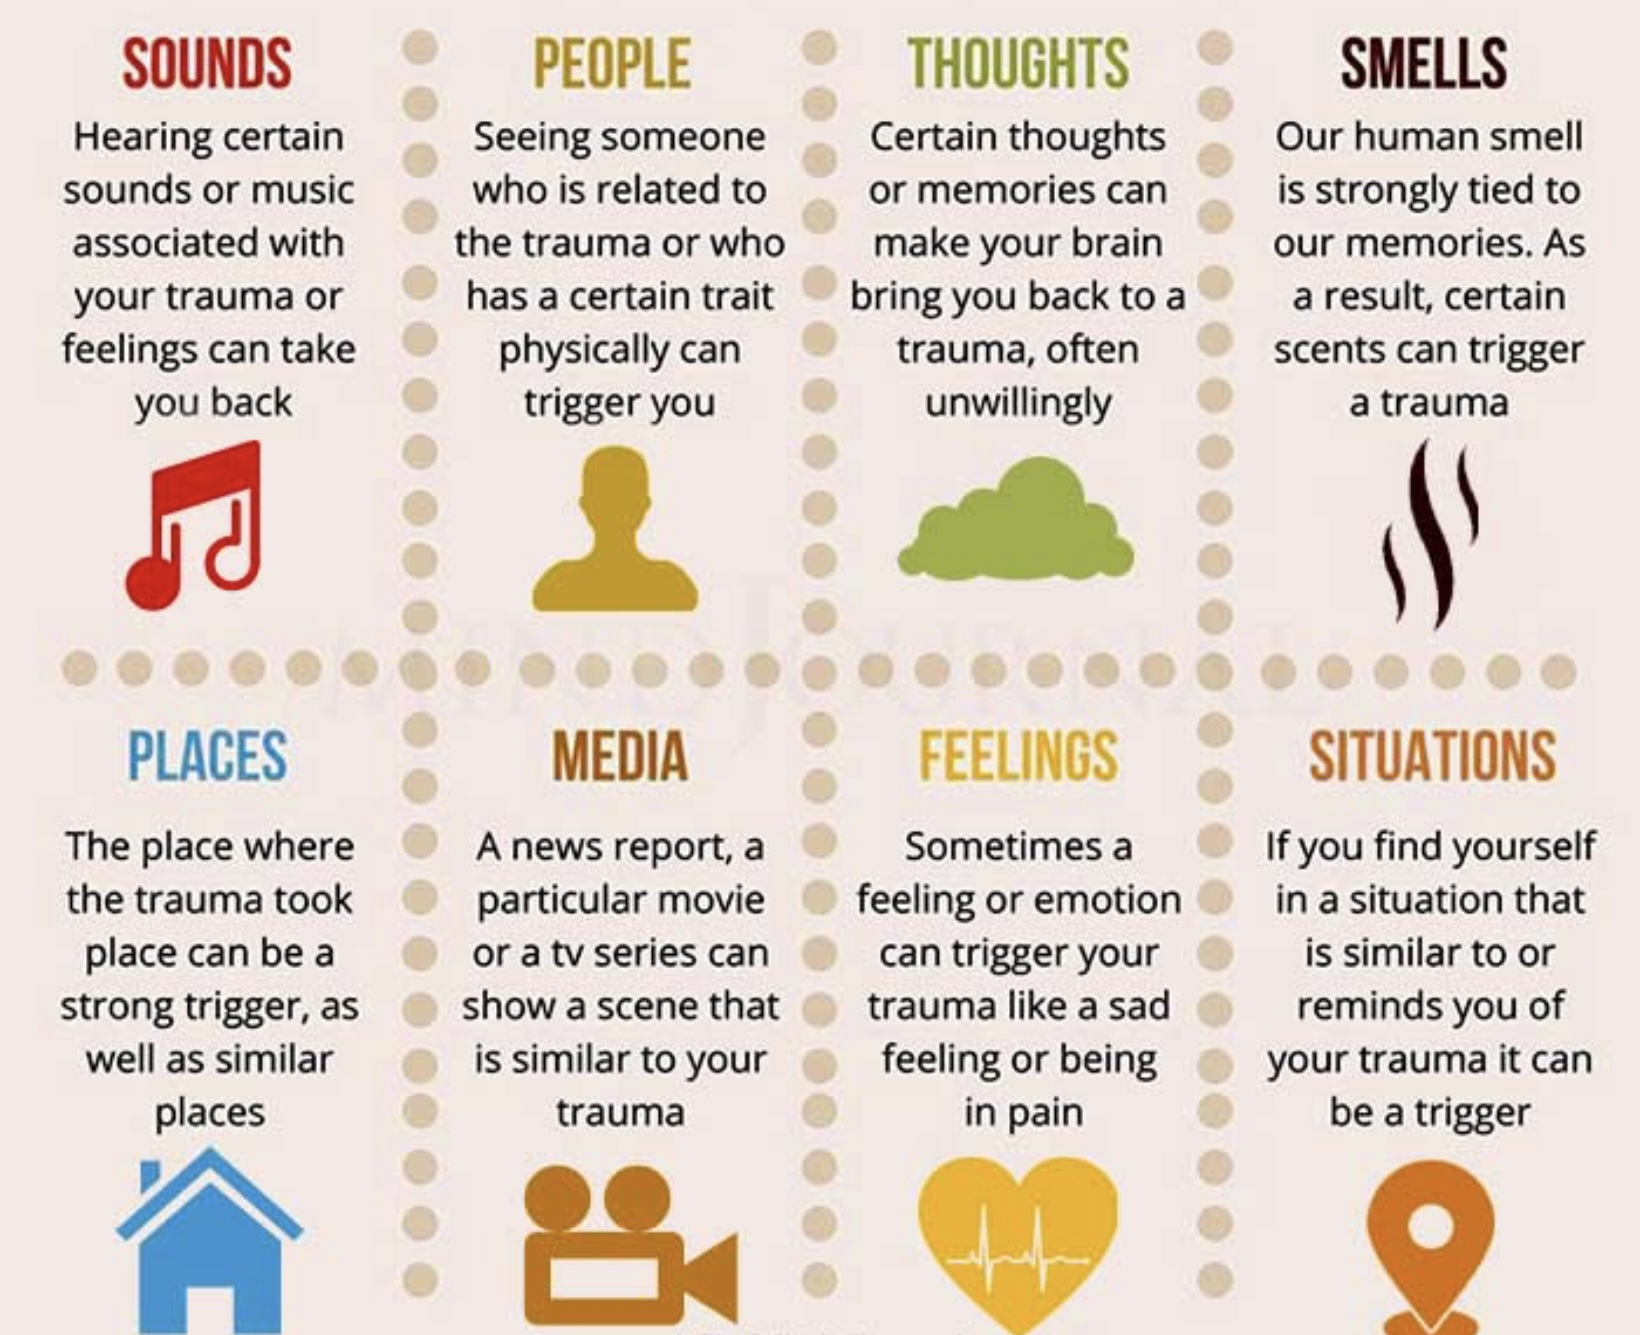 SOUNDS
Hearing certain
sounds or music
associated with
your trauma or
feelings can take
you back
PEOPLE
Seeing someone
who is related to
the trauma or who
has a certain trait
physically can
trigger you
THOUGHTS
Certain thoughts
or memories can
make your brain
bring you back to a
trauma, often
unwillingly
SMELLS
Our human smell
is strongly tied to
our memories. As
a result, certain
scents can trigger
a trauma
MINDJOURNAL
PLACES
The place where
the trauma took
place can be a
strong trigger, as
well as similar
places
MEDIA
A news report, a
particular movie
or a tv series can
show a scene that
is similar to your
trauma
FEELINGS
Sometimes a
feeling or emotion
can trigger your
trauma like a sad
feeling or being
in pain
SITUATIONS
If you find yourself
in a situation that
is similar to or
reminds you of
your trauma it can
be a trigger